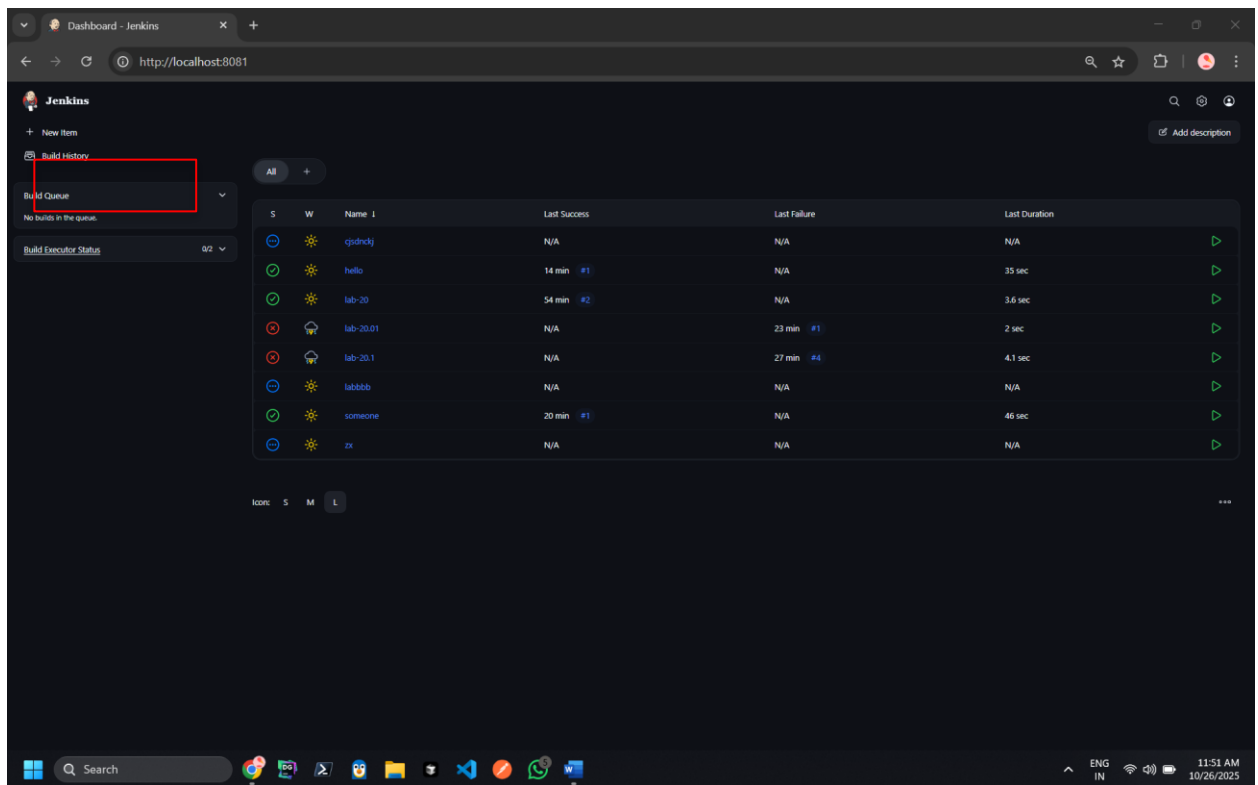 Dashboard - Jenkins
http://localhost:8081
Jenkins
New Item
Add description
Build History
All
Build Queue
No builds in the queue.
Build Executor Status 0/2
S W Name ↓ Last Success Last Failure Last Duration
cjsdnckj N/A N/A N/A
hello 14 min #1 N/A 35 sec
lab-20 54 min #2 N/A 3.6 sec
lab-20.01 N/A 23 min #1 2 sec
lab-20.1 N/A 27 min #4 4.1 sec
labbbb N/A N/A N/A
someone 20 min #1 N/A 46 sec
zx N/A N/A N/A
Icon: S M L
Search
DG
ENG
IN
11:51 AM
10/26/2025